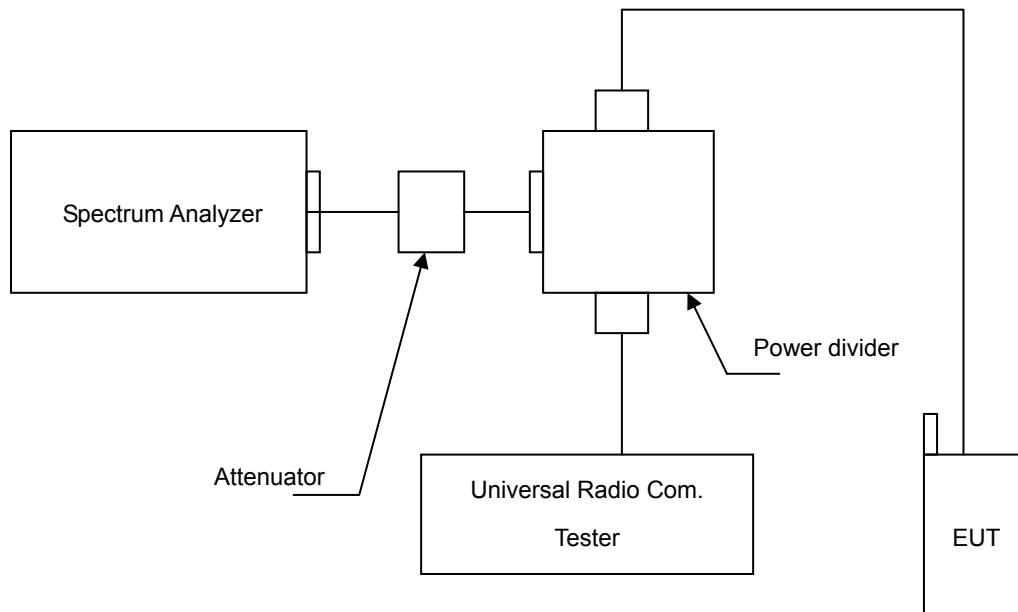 Spectrum Analyzer
Power divider
Attenuator
Universal Radio Com.
Tester
EUT